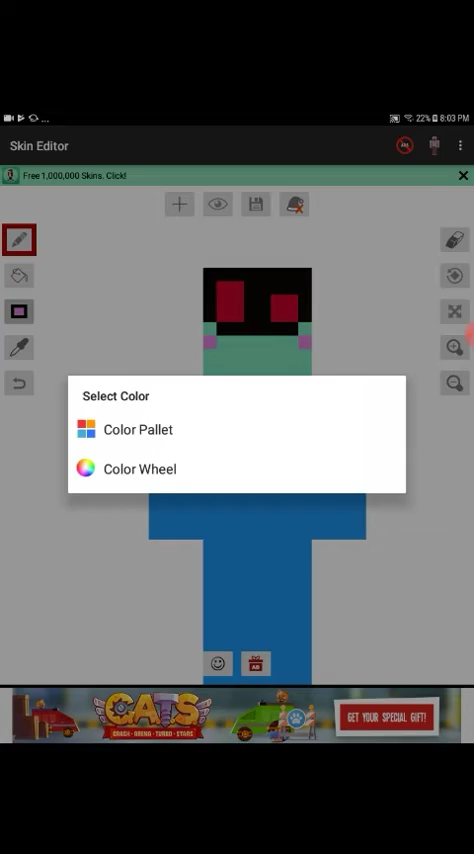 22% 8:03 PM
Skin Editor
Free 1,000,000 Skins. Click!
Select Color
Color Pallet
Color Wheel
AD
CATS
CRASH · ARENA · TURBO · STARS
GET YOUR SPECIAL GIFT!